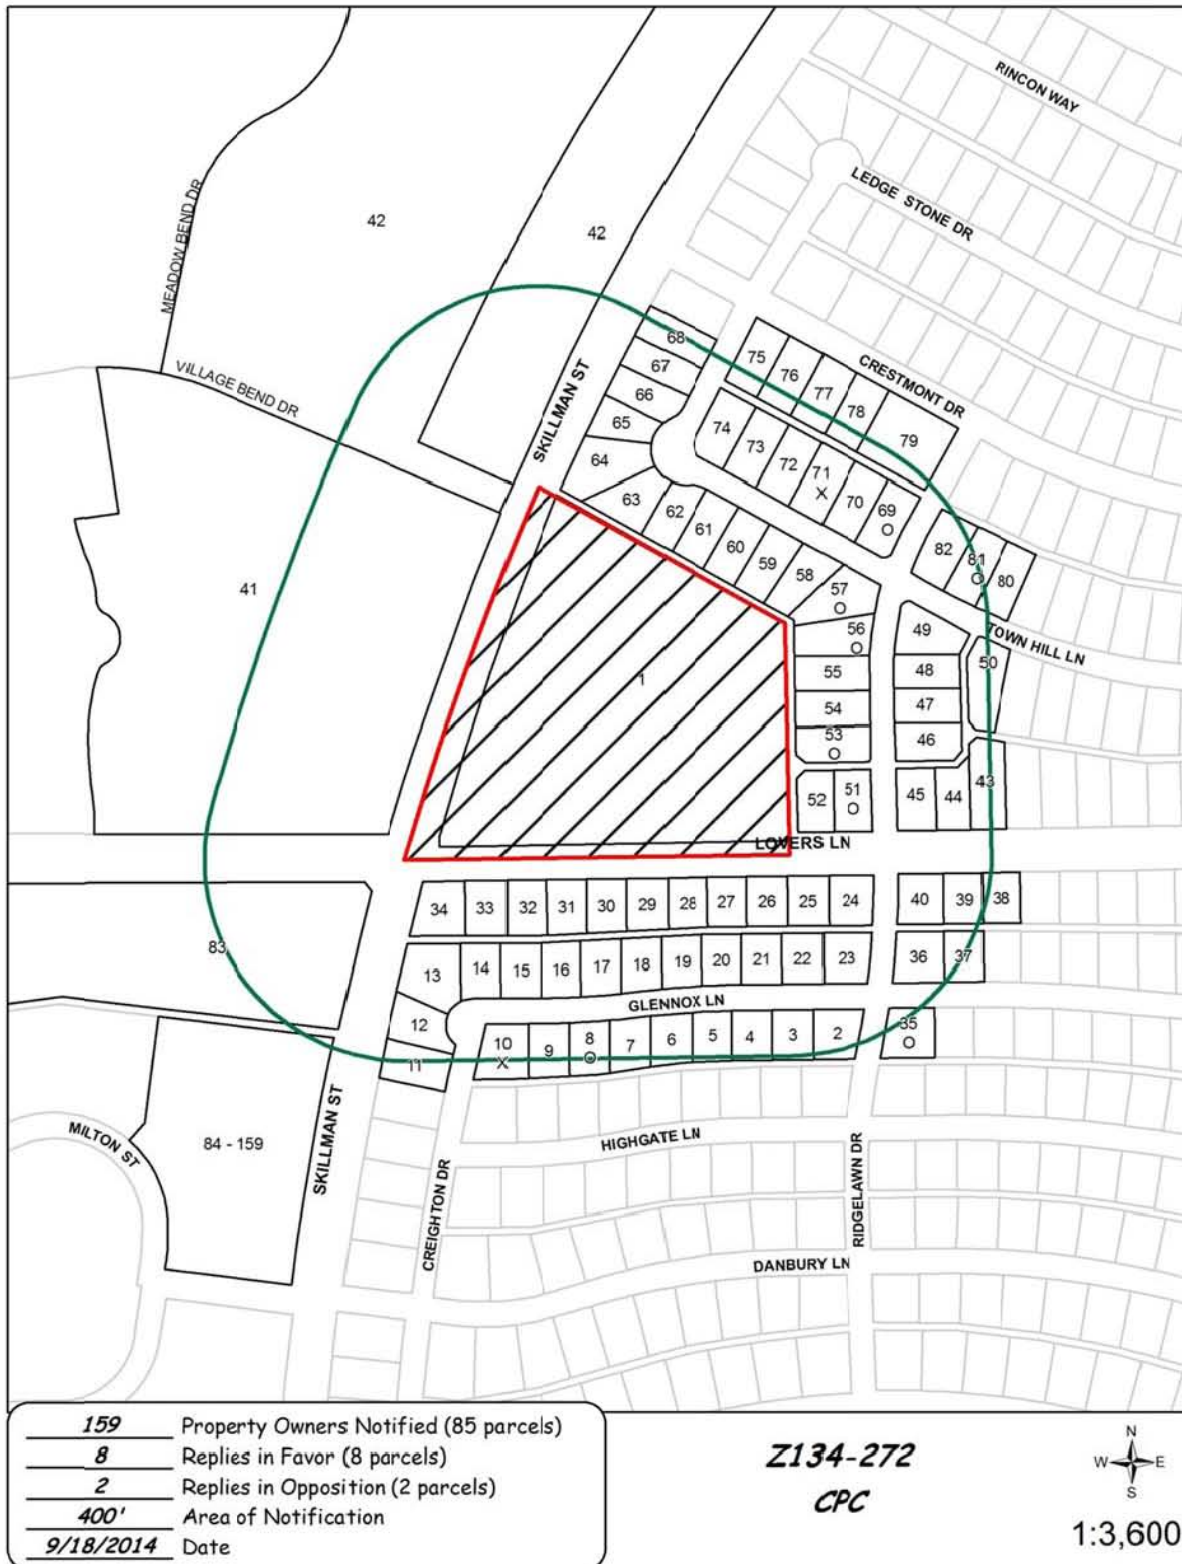 RINCON WAY
LEDGE STONE DR
MEADOW BEND DR
42
42
VILLAGE BEND DR
SKILLMAN ST
CRESTMONT DR
68
67
66
65
64
75
76
77
78
79
74
73
72
71
X
70
69
O
63
62
61
60
59
58
57
O
56
O
82
81
O
80
TOWN HILL LN
41
1
55
54
53
O
49
48
47
46
50
52
51
O
45
44
43
LOVERS LN
34
33
32
31
30
29
28
27
26
25
24
40
39
38
83
13
14
15
16
17
18
19
20
21
22
23
36
37
GLENNOX LN
12
11
10
X
9
8
O
7
6
5
4
3
2
35
O
MILTON ST
84 - 159
SKILLMAN ST
CREIGHTON DR
HIGHGATE LN
RIDGELAWN DR
DANBURY LN
159 Property Owners Notified (85 parcels)
8 Replies in Favor (8 parcels)
2 Replies in Opposition (2 parcels)
400' Area of Notification
9/18/2014 Date
Z134-272
CPC
N
W E
S
1:3,600